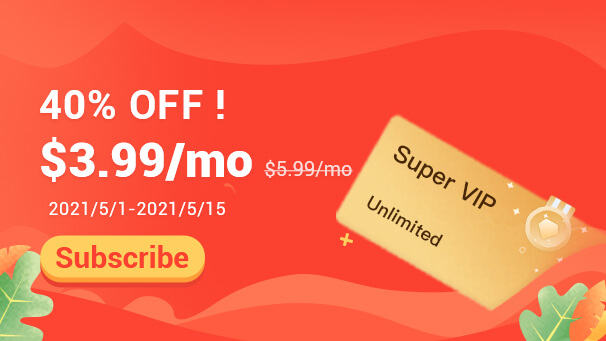 40% OFF !
$3.99/mo $5.99/mo
2021/5/1-2021/5/15
Subscribe
Super VIP
Unlimited